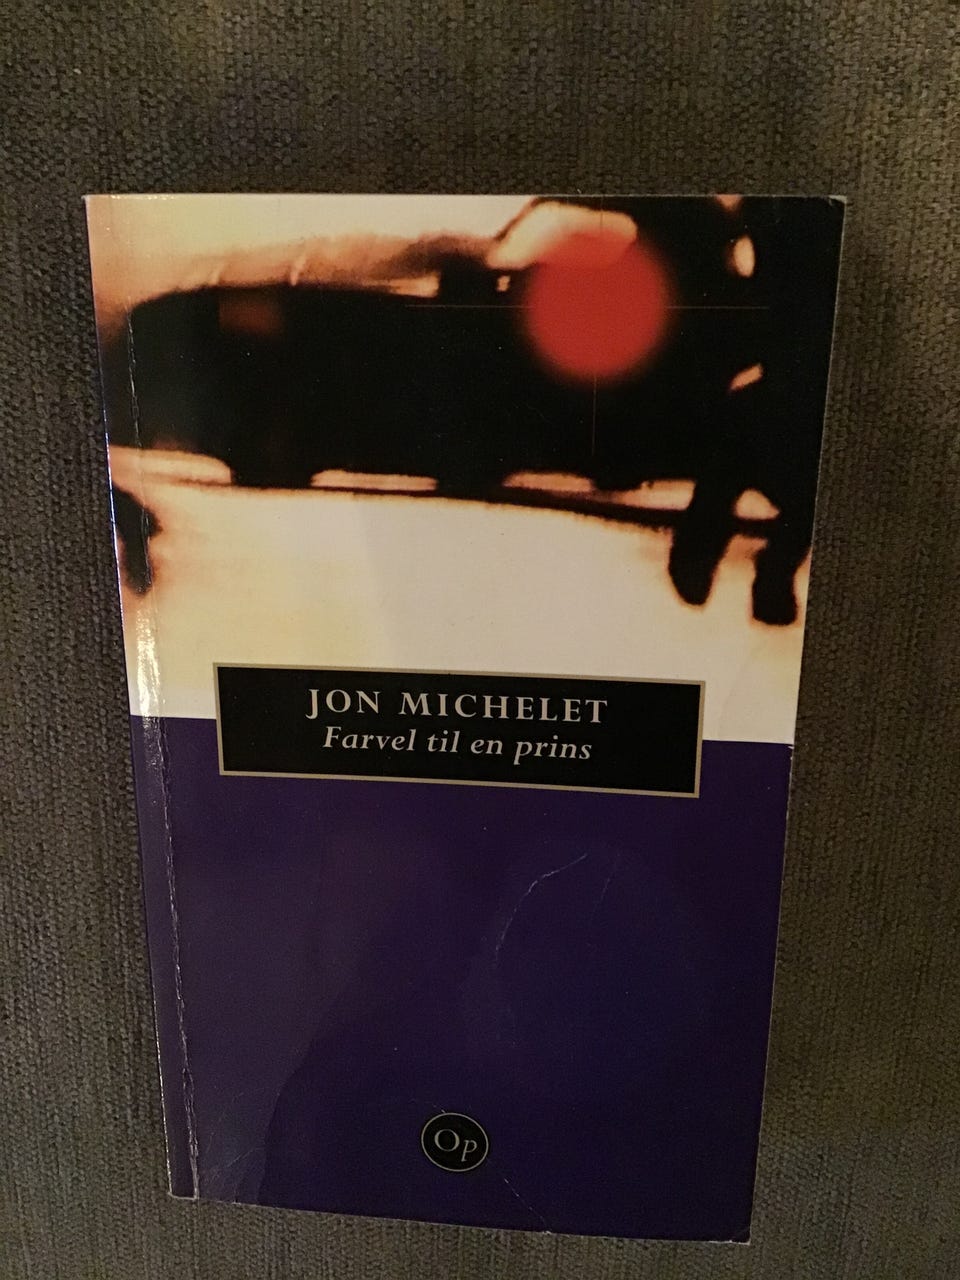 JON MICHELET
Farvel til en prins
Op